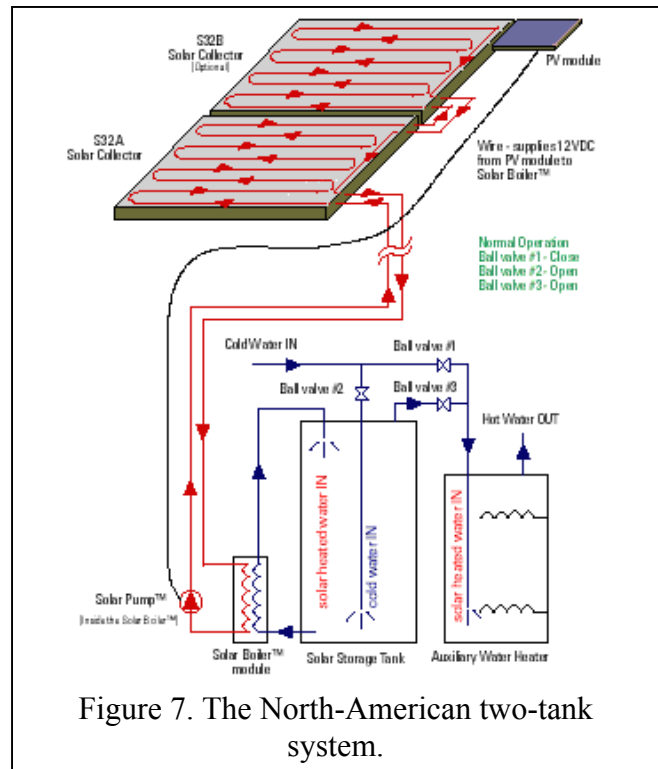 S32B
Solar Collector
(Optional)
PV module
S32A
Solar Collector
Wire - supplies 12VDC
from PV module to
Solar Boiler™
Normal Operation
Ball valve #1- Close
Ball valve #2- Open
Ball valve #3- Open
Cold Water IN
Ball valve #1
Ball valve #2
Ball valve #3
Hot Water OUT
solar heated water IN
cold water IN
solar heated water IN
Solar Pump™
(Inside the Solar Boiler™)
Solar Boiler™
module
Solar Storage Tank
Auxiliary Water Heater
Figure 7. The North-American two-tank
system.